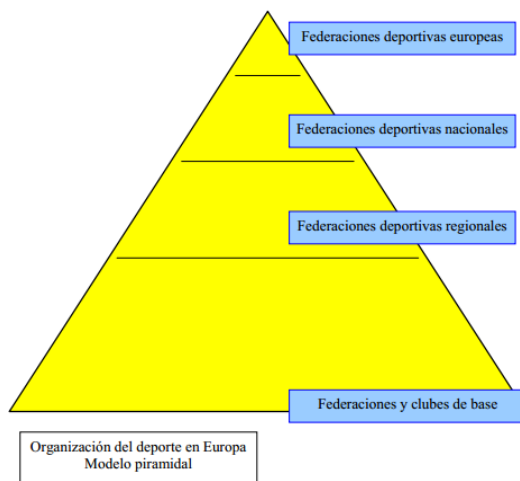 Federaciones deportivas europeas
Federaciones deportivas nacionales
Federaciones deportivas regionales
Federaciones y clubes de base
Organización del deporte en Europa
Modelo piramidal